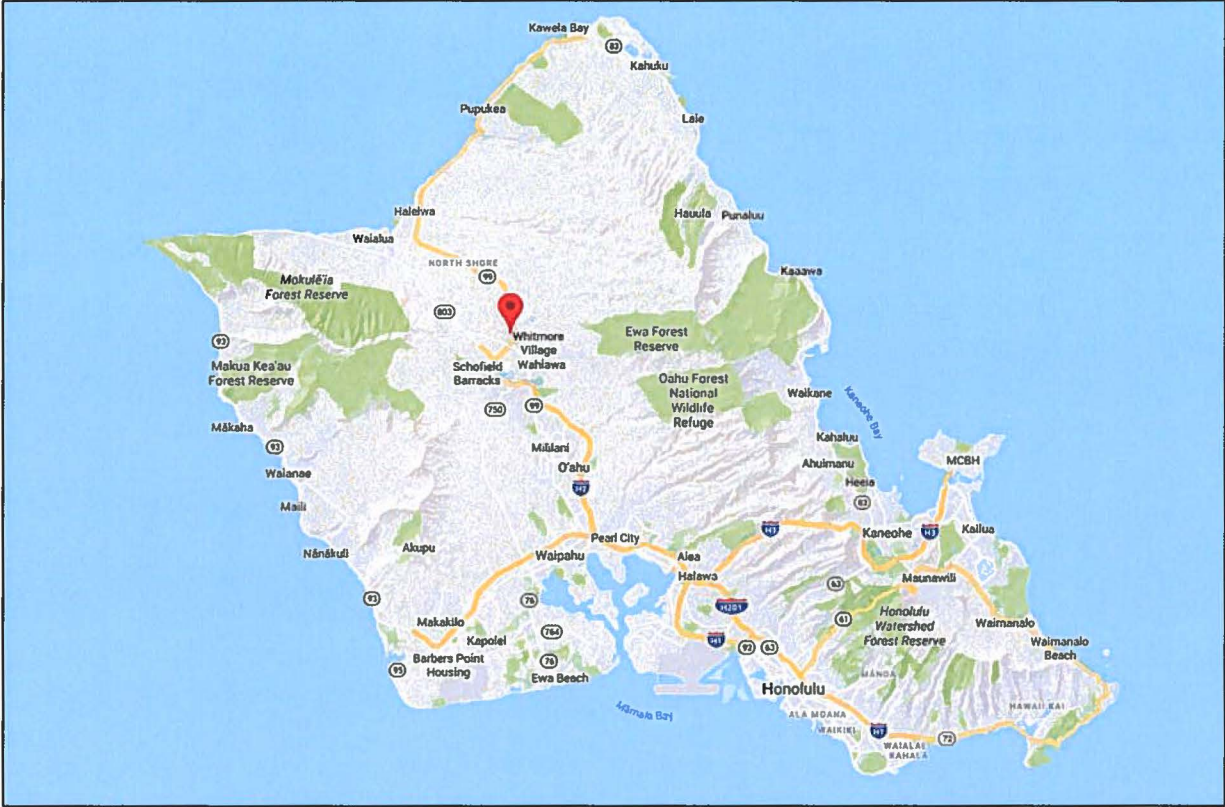 Kawela Bay
83
Kahuku
Pupukea
Laie
Haleiwa
Hauula
Punaluu
Waialua
NORTH SHORE
99
Kaaawa
Mokulē'ia
Forest Reserve
803
Whitmore
Village
Wahiawa
Ewa Forest
Reserve
93
Makua Kea'au
Forest Reserve
Schofield
Barracks
Oahu Forest
National
Wildlife
Refuge
Waikane
Kaneohe Bay
750
99
Mākaha
Kahaluu
93
Mililani
Ahuimanu
MCBH
Waianae
O'ahu
Heeia
H2
83
Maili
Kailua
H3
Kaneohe
H3
Pearl City
Nānākuli
Akupu
Waipahu
Aiea
Halawa
Maunawili
63
93
76
H201
Honolulu
Watershed
Forest Reserve
61
Waimanalo
Makakilo
Kapolei
764
Waimanalo
Beach
H1
92
63
Barbers Point
Housing
76
95
Ewa Beach
MĀNOA
Honolulu
Māmala Bay
ALA MOANA
HAWAII KAI
WAIKIKI
H1
72
WAIALAE
KAHALA